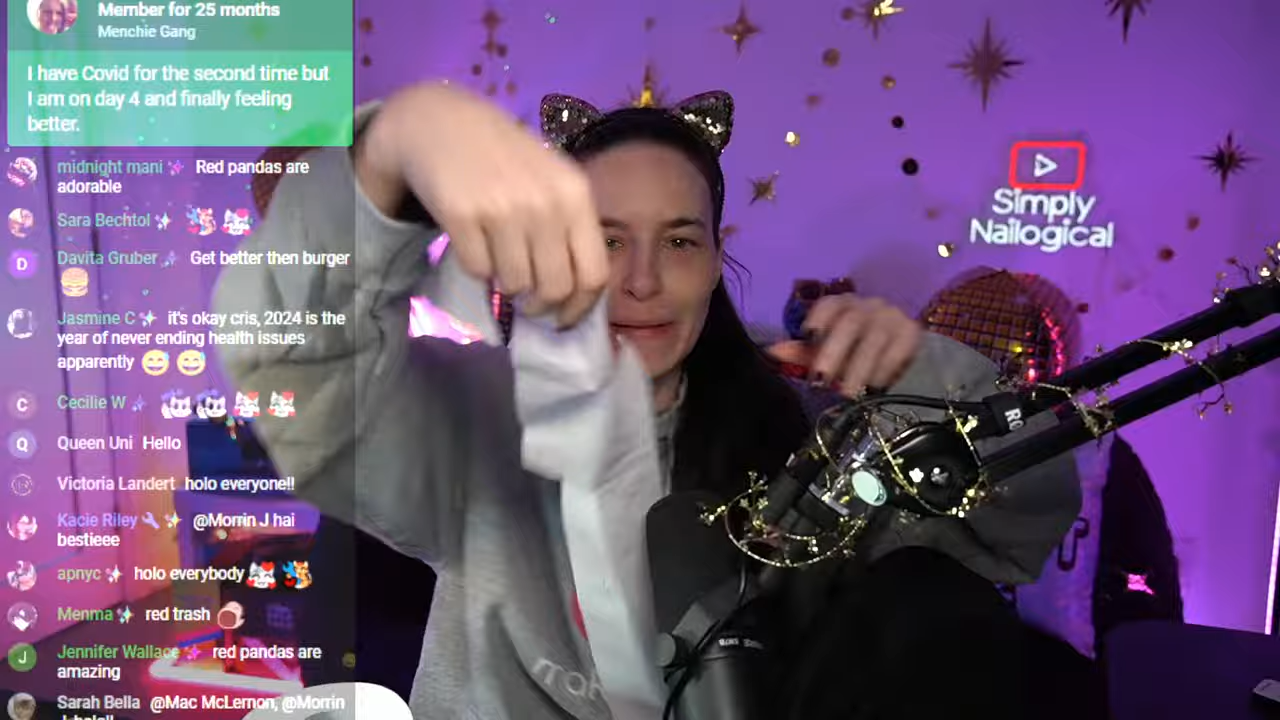 Member for 25 months
Menchie Gang
I have Covid for the second time but
I am on day 4 and finally feeling
better.
midnight mani Red pandas are
adorable
Sara Bechtol
D Davita Gruber Get better then burger
Jasmine C it's okay cris, 2024 is the
year of never ending health issues
apparently
C Cecilie W
Q Queen Uni Hello
Victoria Landert holo everyone!!
Kacie Riley @Morrin J hai
bestieee
apnyc holo everybody
Menma red trash
J Jennifer Wallace red pandas are
amazing
Sarah Bella @Mac McLernon, @Morrin
Simply
Nailogical